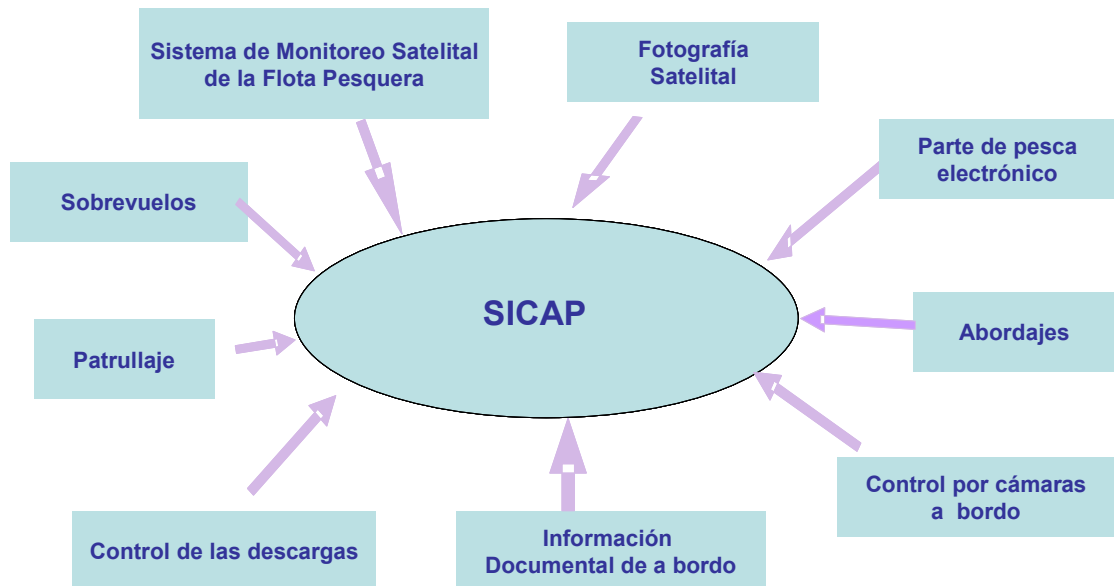 Sistema de Monitoreo Satelital
de la Flota Pesquera
Fotografía
Satelital
Parte de pesca
electrónico
Sobrevuelos
SICAP
Abordajes
Patrullaje
Control por cámaras
a bordo
Control de las descargas
Información
Documental de a bordo